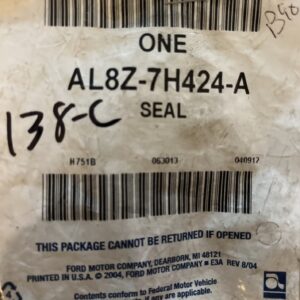 B90
ONE
AL8Z-7H424-A
138-C SEAL
H751B 063013 040917
THIS PACKAGE CANNOT BE RETURNED IF OPENED
FORD MOTOR COMPANY, DEARBORN, MI 48121
PRINTED IN U.S.A. © 2004, FORD MOTOR COMPANY ■ E3A REV 8/04
Contents conform to Federal Motor Vehicle